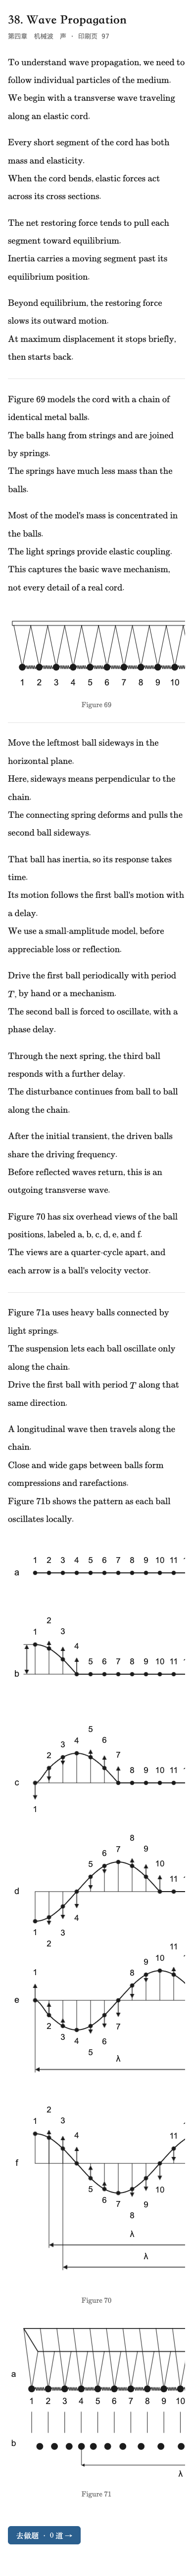 38. Wave Propagation
第四章 机械波 声 · 印刷页 97
To understand wave propagation, we need to
follow individual particles of the medium.
We begin with a transverse wave traveling
along an elastic cord.
Every short segment of the cord has both
mass and elasticity.
When the cord bends, elastic forces act
across its cross sections.
The net restoring force tends to pull each
segment toward equilibrium.
Inertia carries a moving segment past its
equilibrium position.
Beyond equilibrium, the restoring force
slows its outward motion.
At maximum displacement it stops briefly,
then starts back.
Figure 69 models the cord with a chain of
identical metal balls.
The balls hang from strings and are joined
by springs.
The springs have much less mass than the
balls.
Most of the model's mass is concentrated in
the balls.
The light springs provide elastic coupling.
This captures the basic wave mechanism,
not every detail of a real cord.
1 2 3 4 5 6 7 8 9 10
Figure 69
Move the leftmost ball sideways in the
horizontal plane.
Here, sideways means perpendicular to the
chain.
The connecting spring deforms and pulls the
second ball sideways.
That ball has inertia, so its response takes
time.
Its motion follows the first ball's motion with
a delay.
We use a small-amplitude model, before
appreciable loss or reflection.
Drive the first ball periodically with period
T, by hand or a mechanism.
The second ball is forced to oscillate, with a
phase delay.
Through the next spring, the third ball
responds with a further delay.
The disturbance continues from ball to ball
along the chain.
After the initial transient, the driven balls
share the driving frequency.
Before reflected waves return, this is an
outgoing transverse wave.
Figure 70 has six overhead views of the ball
positions, labeled a, b, c, d, e, and f.
The views are a quarter-cycle apart, and
each arrow is a ball's velocity vector.
Figure 71a uses heavy balls connected by
light springs.
The suspension lets each ball oscillate only
along the chain.
Drive the first ball with period T along that
same direction.
A longitudinal wave then travels along the
chain.
Close and wide gaps between balls form
compressions and rarefactions.
Figure 71b shows the pattern as each ball
oscillates locally.
a 1 2 3 4 5 6 7 8 9 10 11
b 1 2 3 4 5 6 7 8 9 10 11
c 1 2 3 4 5 6 7 8 9 10 11
d 1 2 3 4 5 6 7 8 9 10 11
e 1 2 3 4 5 6 7 8 9 10 11
λ
f 1 2 3 4 5 6 7 8 9 10 11
λ
λ
Figure 70
a
1 2 3 4 5 6 7 8 9 10
b
λ
Figure 71
去做题 · 0 道 →